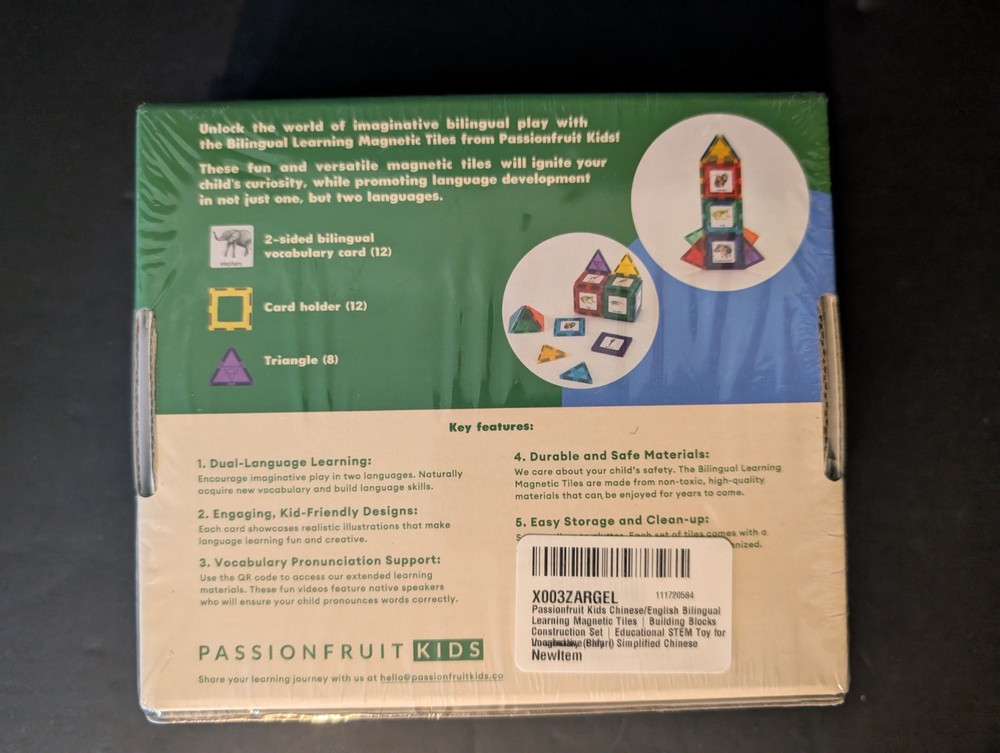 Unlock the world of imaginative bilingual play with
the Bilingual Learning Magnetic Tiles from Passionfruit Kids!
These fun and versatile magnetic tiles will ignite your
child's curiosity, while promoting language development
in not just one, but two languages.
2-sided bilingual
vocabulary card (12)
Card holder (12)
Triangle (8)
Key features:
1. Dual-Language Learning:
Encourage imaginative play in two languages. Naturally
acquire new vocabulary and build language skills.
2. Engaging, Kid-Friendly Designs:
Each card showcases realistic illustrations that make
language learning fun and creative.
3. Vocabulary Pronunciation Support:
Use the QR code to access our extended learning
materials. These fun videos feature native speakers
who will ensure your child pronounces words correctly.
4. Durable and Safe Materials:
We care about your child's safety. The Bilingual Learning
Magnetic Tiles are made from non-toxic, high-quality
materials that can be enjoyed for years to come.
5. Easy Storage and Clean-up:
Each set of tiles comes with a
X003ZARGEL 111720584
Passionfruit Kids Chinese/English Bilingual
Learning Magnetic Tiles | Building Blocks
Construction Set | Educational STEM Toy for
Simplified Chinese
NewItem
PASSIONFRUIT KIDS
Share your learning journey with us at hello@passionfruitkids.co